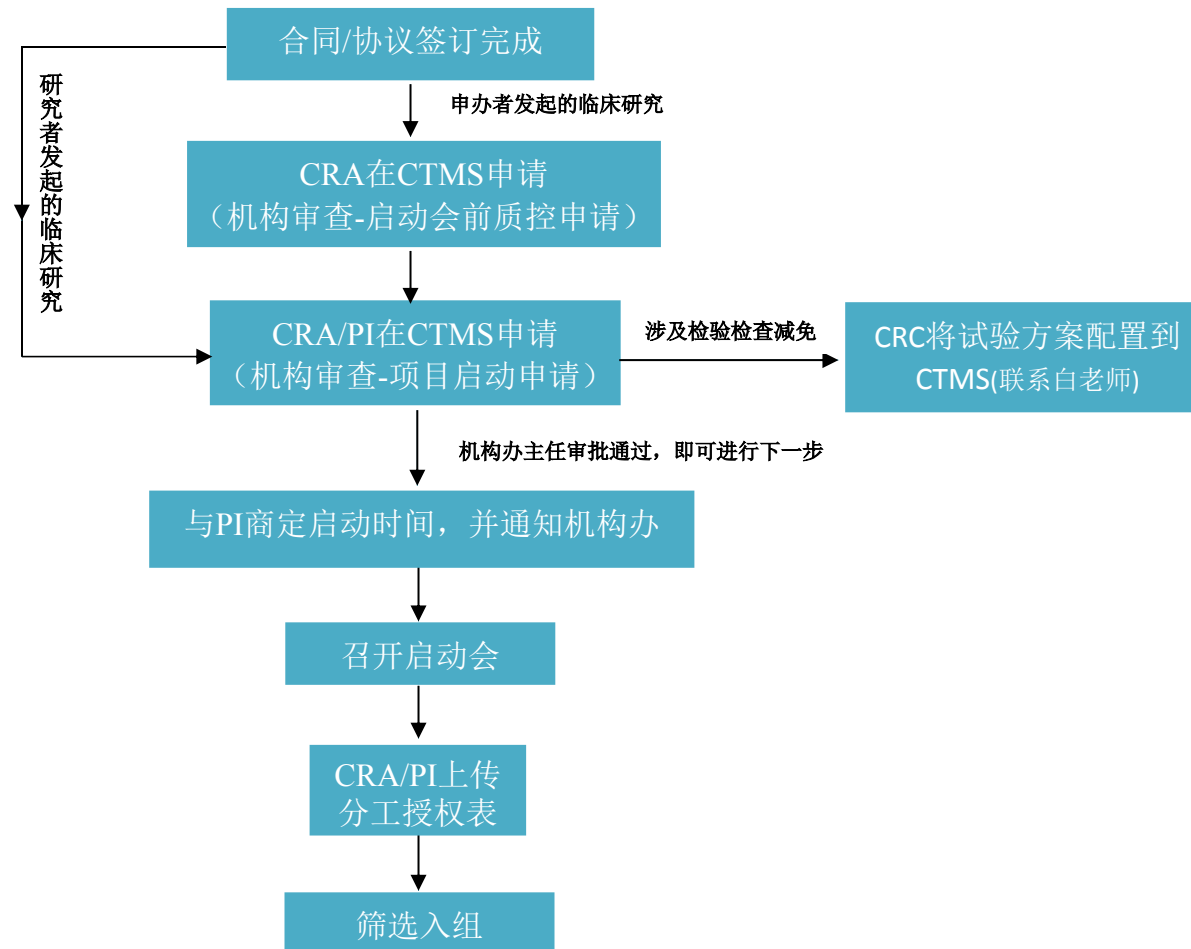 合同/协议签订完成
研究者发起的临床研究
申办者发起的临床研究
CRA在CTMS申请
（机构审查-启动会前质控申请）
CRA/PI在CTMS申请
（机构审查-项目启动申请）
涉及检验检查减免
CRC将试验方案配置到
CTMS(联系白老师)
机构办主任审批通过，即可进行下一步
与PI商定启动时间，并通知机构办
召开启动会
CRA/PI上传
分工授权表
筛选入组